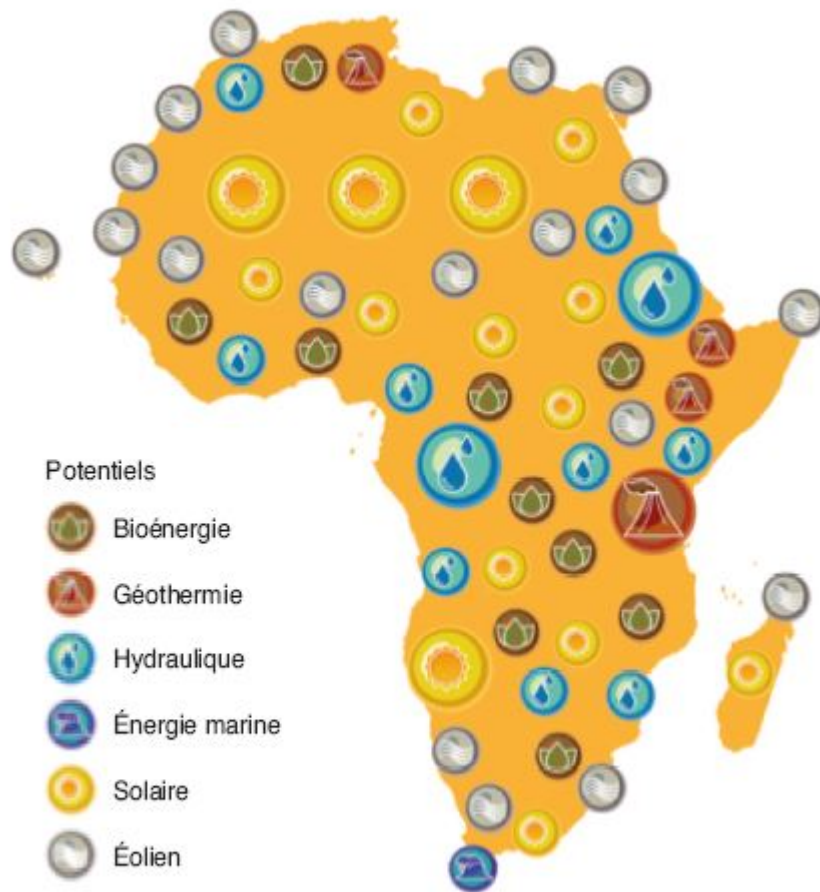 Potentiels
Bioénergie
Géothermie
Hydraulique
Énergie marine
Solaire
Éolien